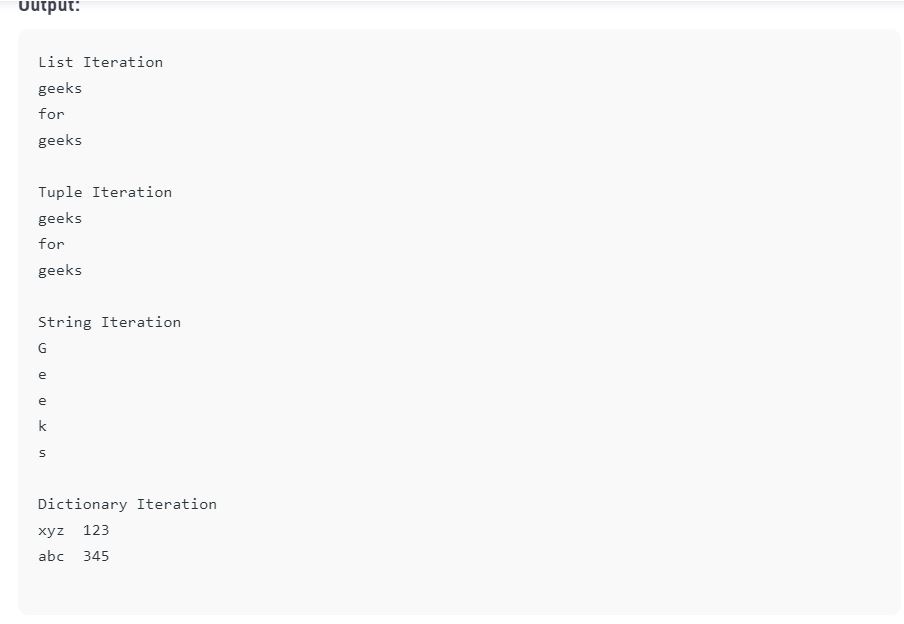 Output:
List Iteration
geeks
for
geeks
Tuple Iteration
geeks
for
geeks
String Iteration
G
e
e
k
s
Dictionary Iteration
xyz  123
abc  345